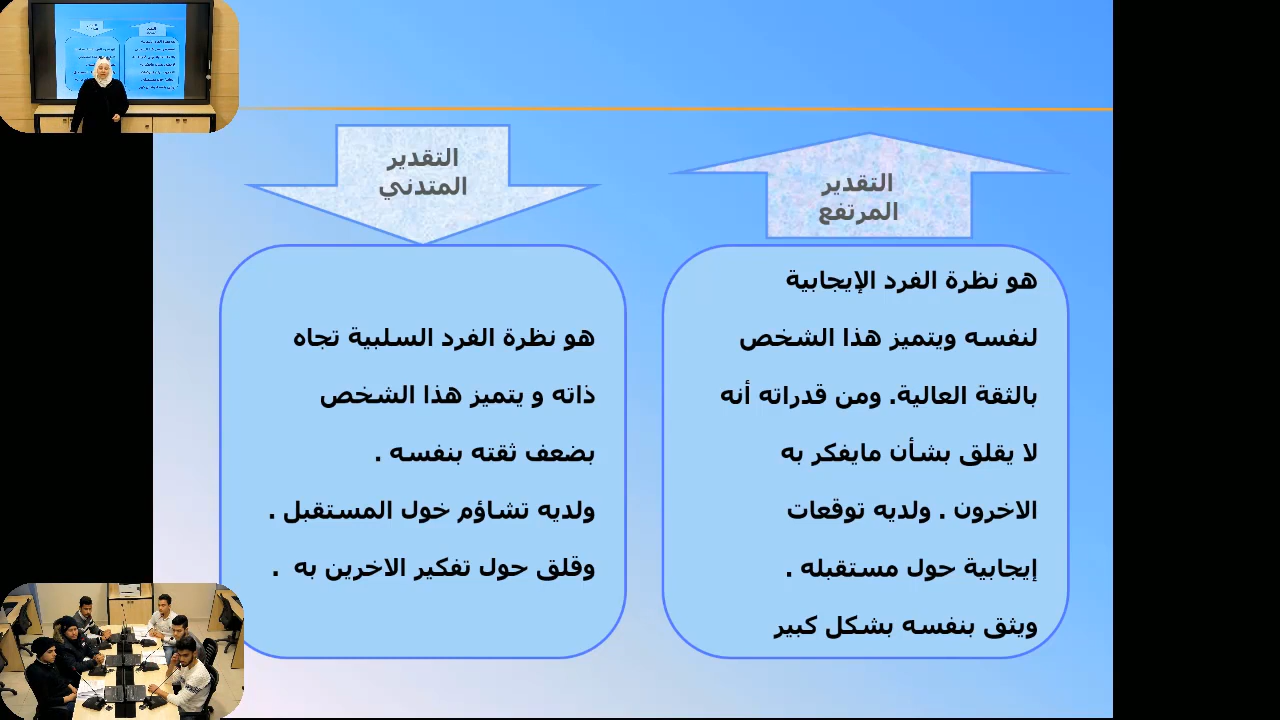 التقدير
المرتفع
هو نظرة الفرد الإيجابية
لنفسه ويتميز هذا الشخص
بالثقة العالية. ومن قدراته أنه
لا يقلق بشأن مايفكر به
الاخرون . ولديه توقعات
إيجابية حول مستقبله .
ويثق بنفسه بشكل كبير
التقدير
المتدني
هو نظرة الفرد السلبية تجاه
ذاته و يتميز هذا الشخص
بضعف ثقته بنفسه .
ولديه تشاؤم خول المستقبل .
وقلق حول تفكير الاخرين به .